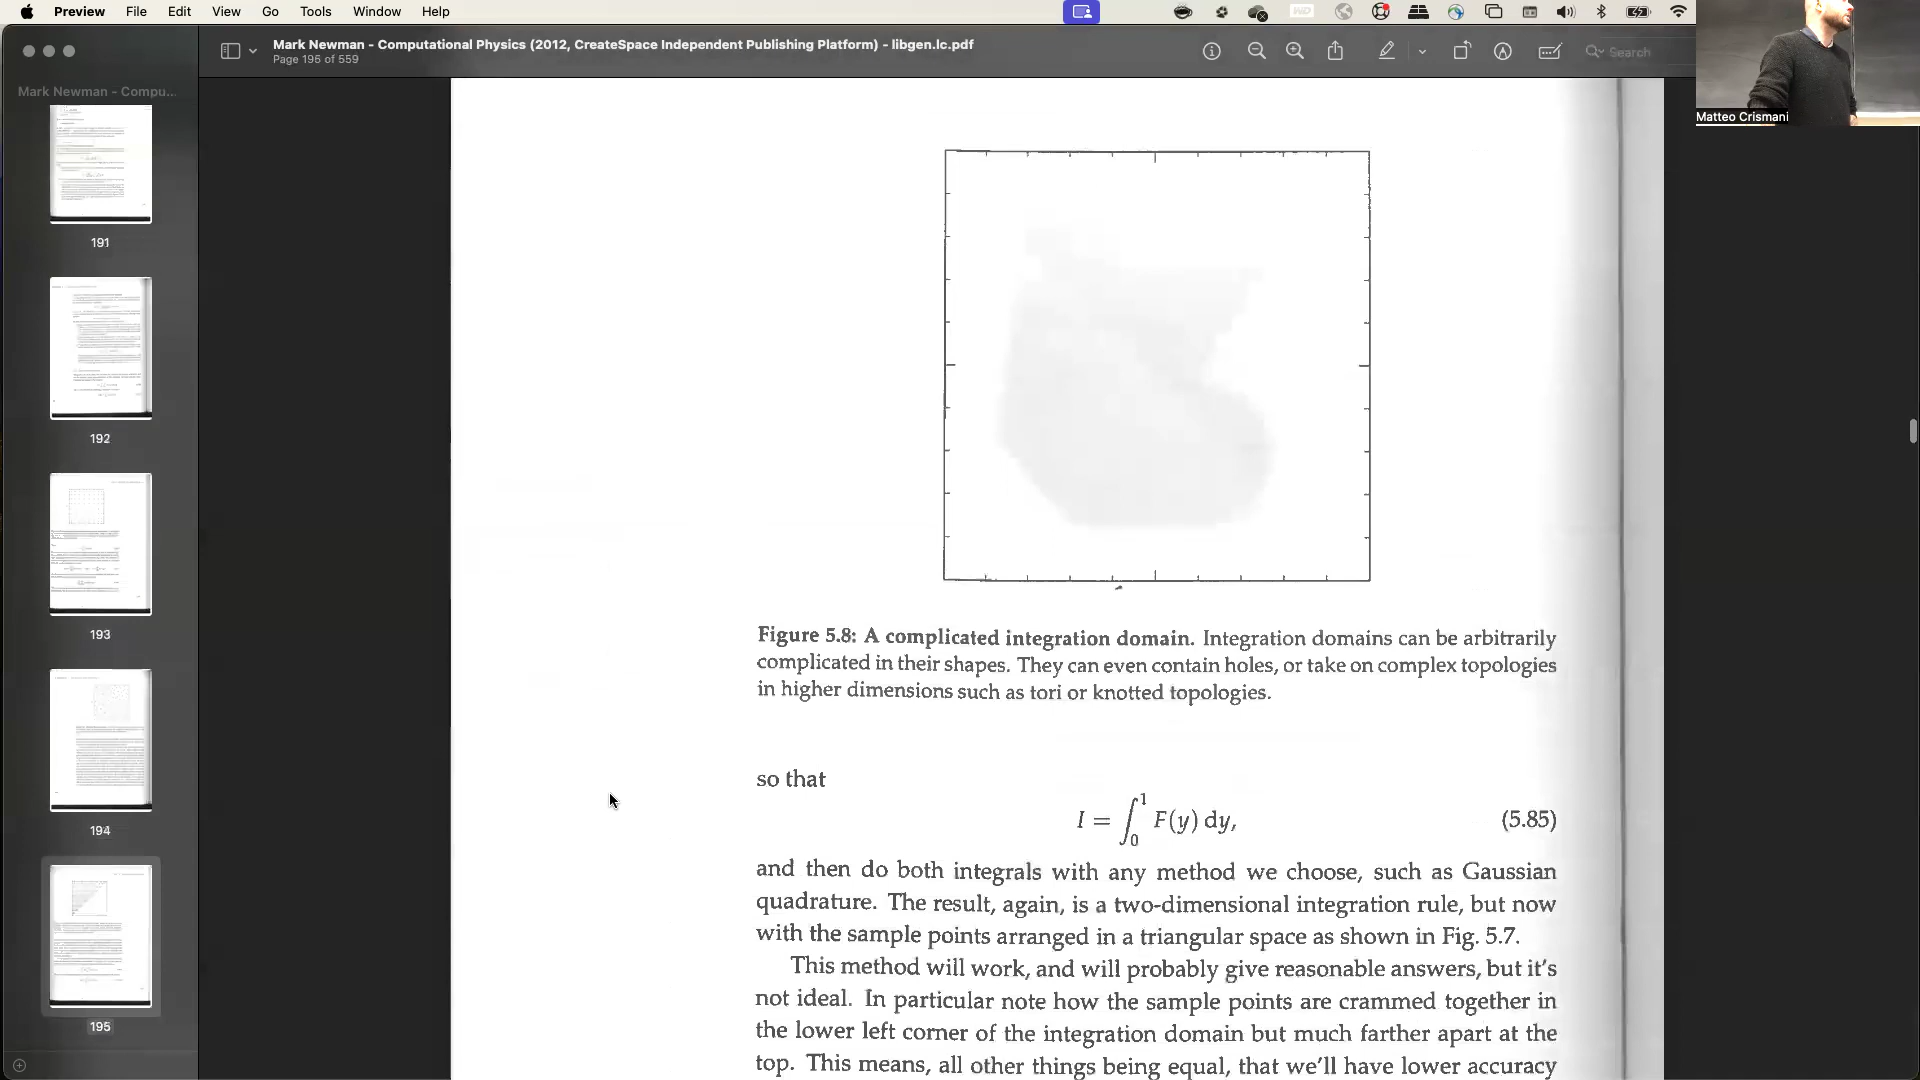 Preview File Edit View Go Tools Window Help
Mark Newman - Computational Physics (2012, CreateSpace Independent Publishing Platform) - libgen.lc.pdf
Page 196 of 559
Search
Matteo Crismani
Mark Newman - Compu...
191
192
193
194
195
Figure 5.8: A complicated integration domain. Integration domains can be arbitrarily
complicated in their shapes. They can even contain holes, or take on complex topologies
in higher dimensions such as tori or knotted topologies.
so that
I = ∫₀¹ F(y) dy, (5.85)
and then do both integrals with any method we choose, such as Gaussian
quadrature. The result, again, is a two-dimensional integration rule, but now
with the sample points arranged in a triangular space as shown in Fig. 5.7.
This method will work, and will probably give reasonable answers, but it's
not ideal. In particular note how the sample points are crammed together in
the lower left corner of the integration domain but much farther apart at the
top. This means, all other things being equal, that we'll have lower accuracy